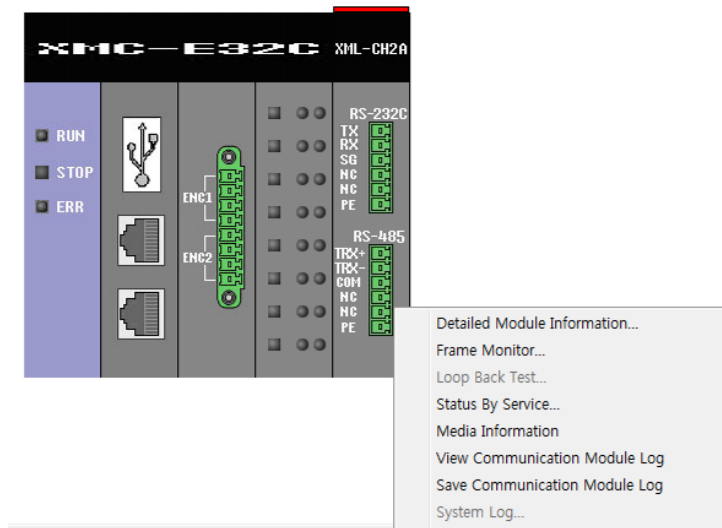 XMC-E32C
XML-CH2A
RUN
STOP
ERR
ENC1
ENC2
RS-232C
TX
RX
SG
NC
NC
PE
RS-485
TRX+
TRX-
COM
NC
NC
PE
Detailed Module Information...
Frame Monitor...
Loop Back Test...
Status By Service...
Media Information
View Communication Module Log
Save Communication Module Log
System Log...